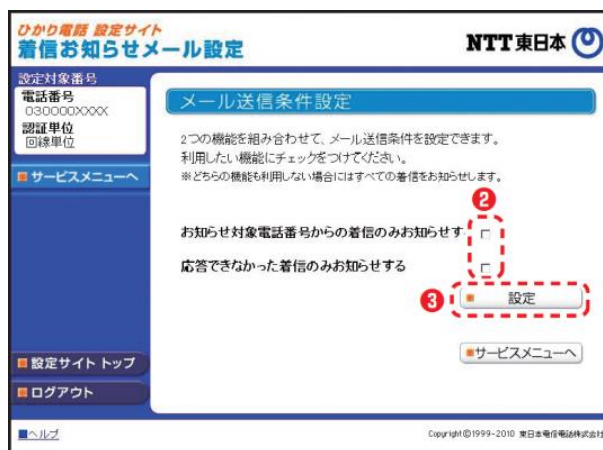 ひかり電話 設定サイト
着信お知らせメール設定
NTT東日本
設定対象番号
電話番号
030000XXXX
認証単位
回線単位
サービスメニューへ
設定サイト トップ
ログアウト
ヘルプ
メール送信条件設定
2つの機能を組み合わせて、メール送信条件を設定できます。
利用したい機能にチェックをつけてください。
※どちらの機能も利用しない場合にはすべての着信をお知らせします。
2
お知らせ対象電話番号からの着信のみお知らせす
応答できなかった着信のみお知らせする
3
設定
サービスメニューへ
Copyright©1999-2010 東日本電信電話株式会社